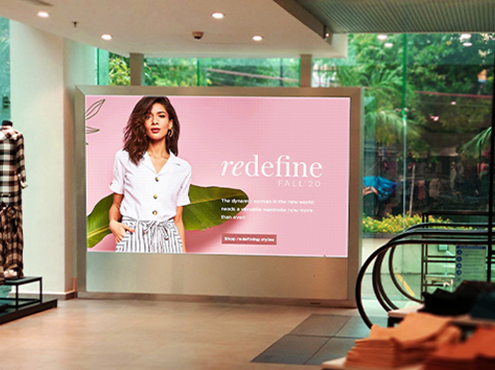 redefine
FALL'20
The dynamic woman in the new world
needs a versatile wardrobe now more
than ever!
Shop redefining styles